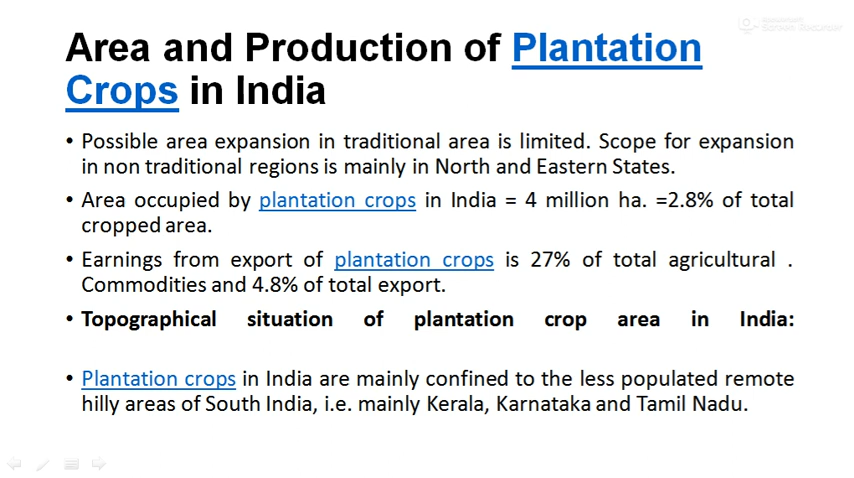 Area and Production of Plantation
Crops in India
• Possible area expansion in traditional area is limited. Scope for expansion
in non traditional regions is mainly in North and Eastern States.
• Area occupied by plantation crops in India = 4 million ha. =2.8% of total
cropped area.
• Earnings from export of plantation crops is 27% of total agricultural .
Commodities and 4.8% of total export.
• Topographical situation of plantation crop area in India:
• Plantation crops in India are mainly confined to the less populated remote
hilly areas of South India, i.e. mainly Kerala, Karnataka and Tamil Nadu.
Screen Recorder